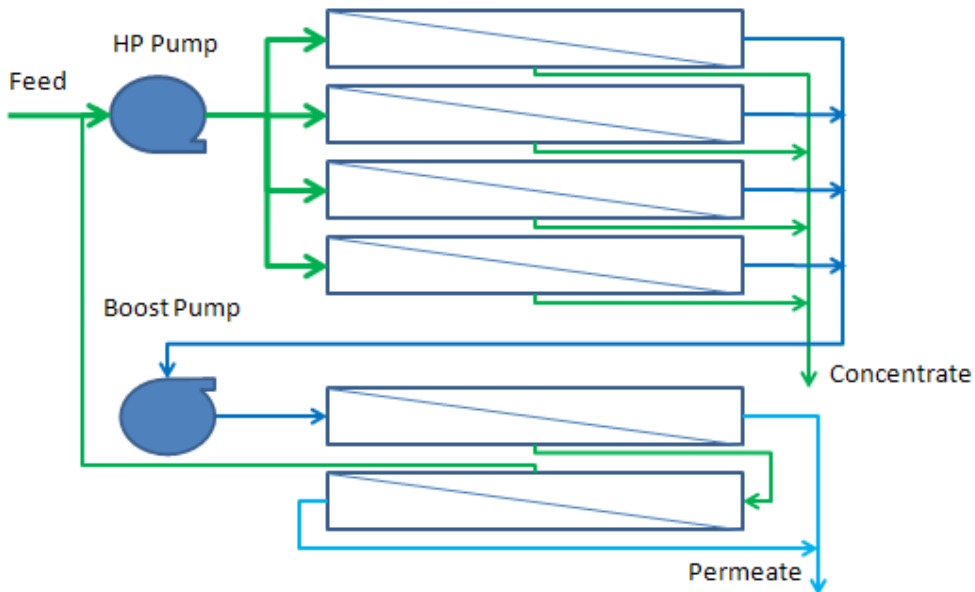 HP Pump
Feed
Boost Pump
Concentrate
Permeate